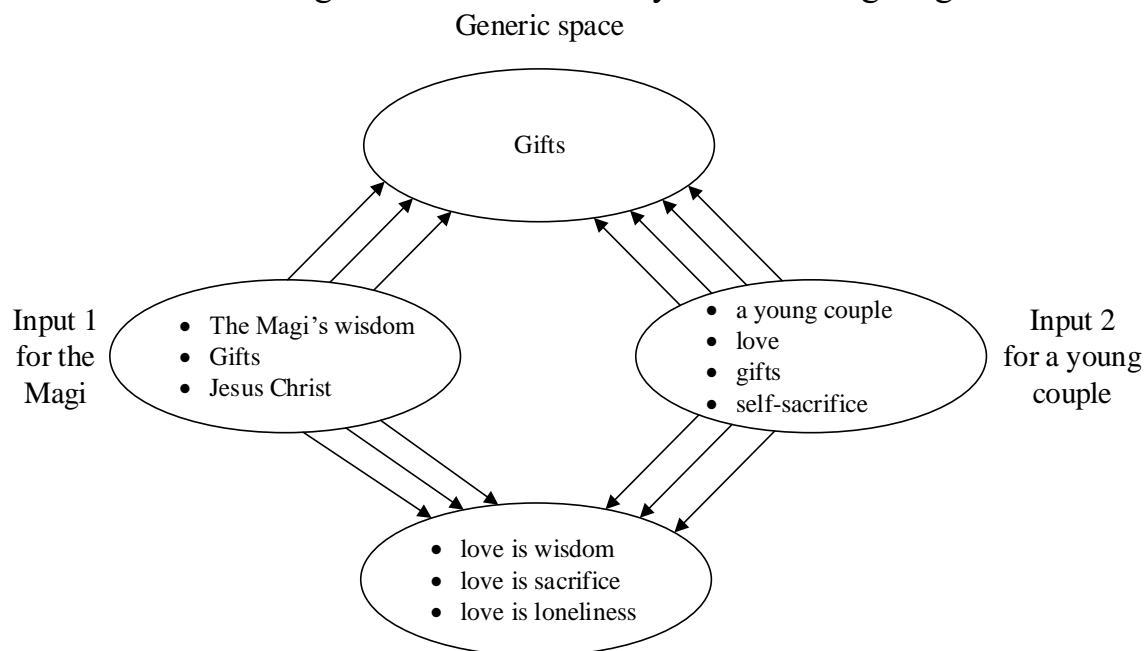 Generic space
Gifts
Input 1
for the
Magi
• The Magi’s wisdom
• Gifts
• Jesus Christ
• a young couple
• love
• gifts
• self-sacrifice
Input 2
for a young
couple
• love is wisdom
• love is sacrifice
• love is loneliness